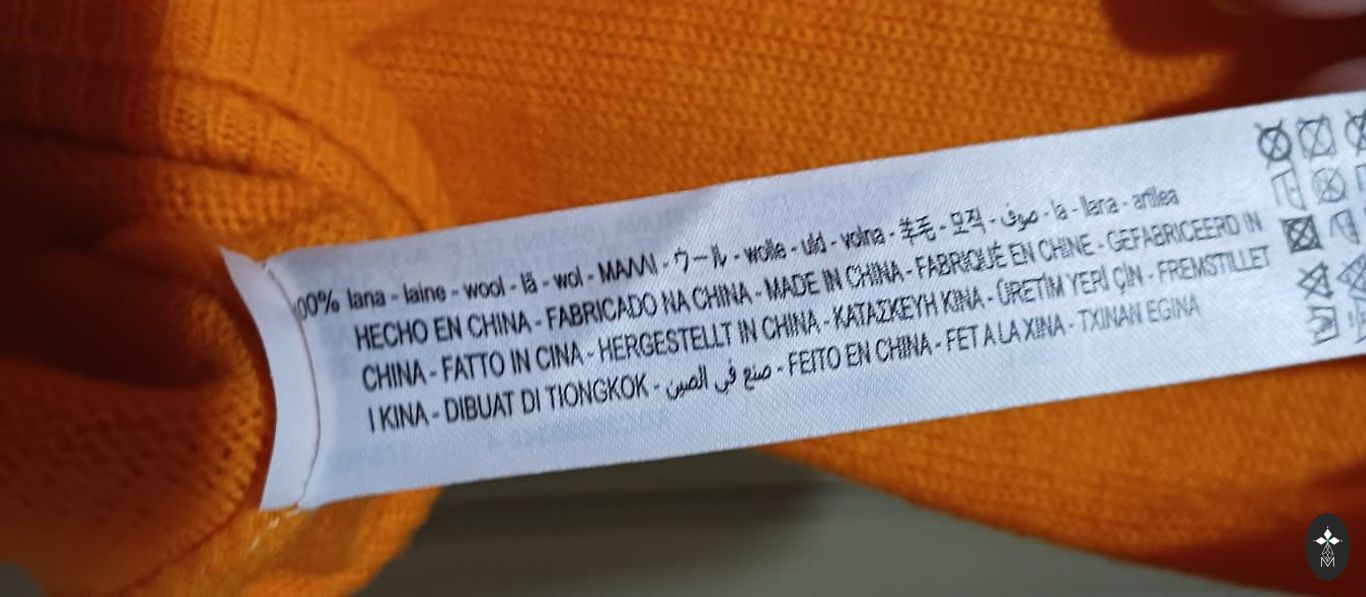 100% lana - laine - wool - lã - wol - ΜΑΛΛΙ - ウール - wolle - uld - volna - 羊毛 - 모직 - صوف - la - llana - artilea
HECHO EN CHINA - FABRICADO NA CHINA - MADE IN CHINA - FABRIQUÉ EN CHINE - GEFABRICEERD IN
CHINA - FATTO IN CINA - HERGESTELLT IN CHINA - ΚΑΤΑΣΚΕΥΗ ΚΙΝΑ - ÜRETİM YERİ ÇİN - FREMSTILLET
I KINA - DIBUAT DI TIONGKOK - صنع في الصين - FEITO EN CHINA - FET A LA XINA - TXINAN EGINA
M